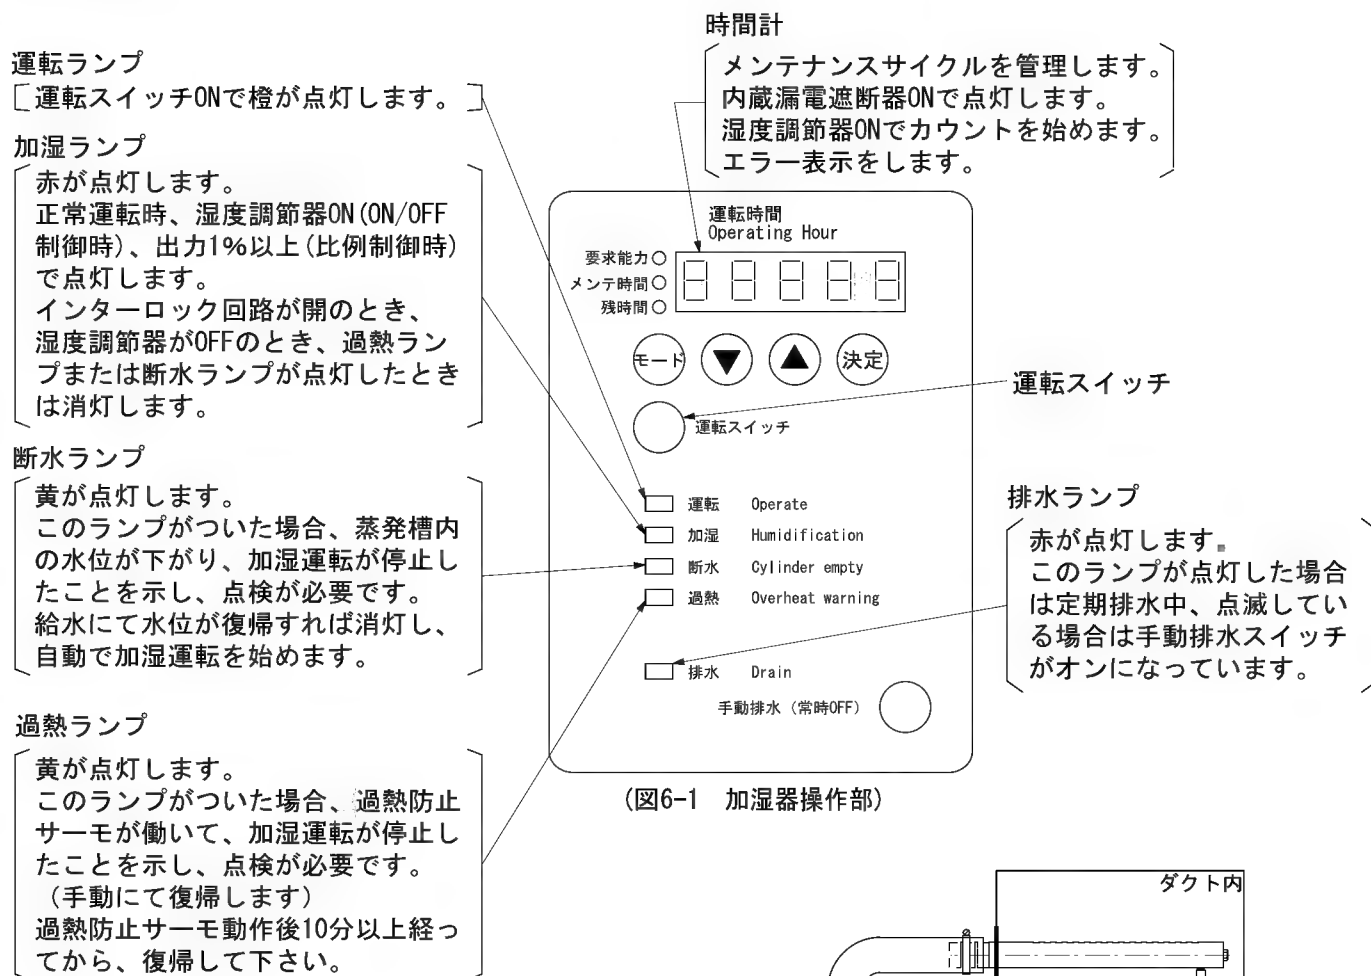 時間計
メンテナンスサイクルを管理します。
内蔵漏電遮断器ONで点灯します。
湿度調節器ONでカウントを始めます。
エラー表示をします。
運転ランプ
運転スイッチONで橙が点灯します。
加湿ランプ
赤が点灯します。
正常運転時、湿度調節器ON(ON/OFF
制御時)、出力1%以上(比例制御時)
で点灯します。
インターロック回路が開のとき、
湿度調節器がOFFのとき、過熱ラン
プまたは断水ランプが点灯したとき
は消灯します。
断水ランプ
黄が点灯します。
このランプがついた場合、蒸発槽内
の水位が下がり、加湿運転が停止し
たことを示し、点検が必要です。
給水にて水位が復帰すれば消灯し、
自動で加湿運転を始めます。
過熱ランプ
黄が点灯します。
このランプがついた場合、過熱防止
サーモが働いて、加湿運転が停止し
たことを示し、点検が必要です。
(手動にて復帰します)
過熱防止サーモ動作後10分以上経っ
てから、復帰して下さい。
運転時間
Operating Hour
要求能力
メンテ時間
残時間
88888
モード ▼ ▲ 決定
運転スイッチ
運転 Operate
加湿 Humidification
断水 Cylinder empty
過熱 Overheat warning
排水 Drain
手動排水(常時OFF)
(図6-1 加湿器操作部)
運転スイッチ
排水ランプ
赤が点灯します。
このランプが点灯した場合
は定期排水中、点滅してい
る場合は手動排水スイッチ
がオンになっています。
ダクト内